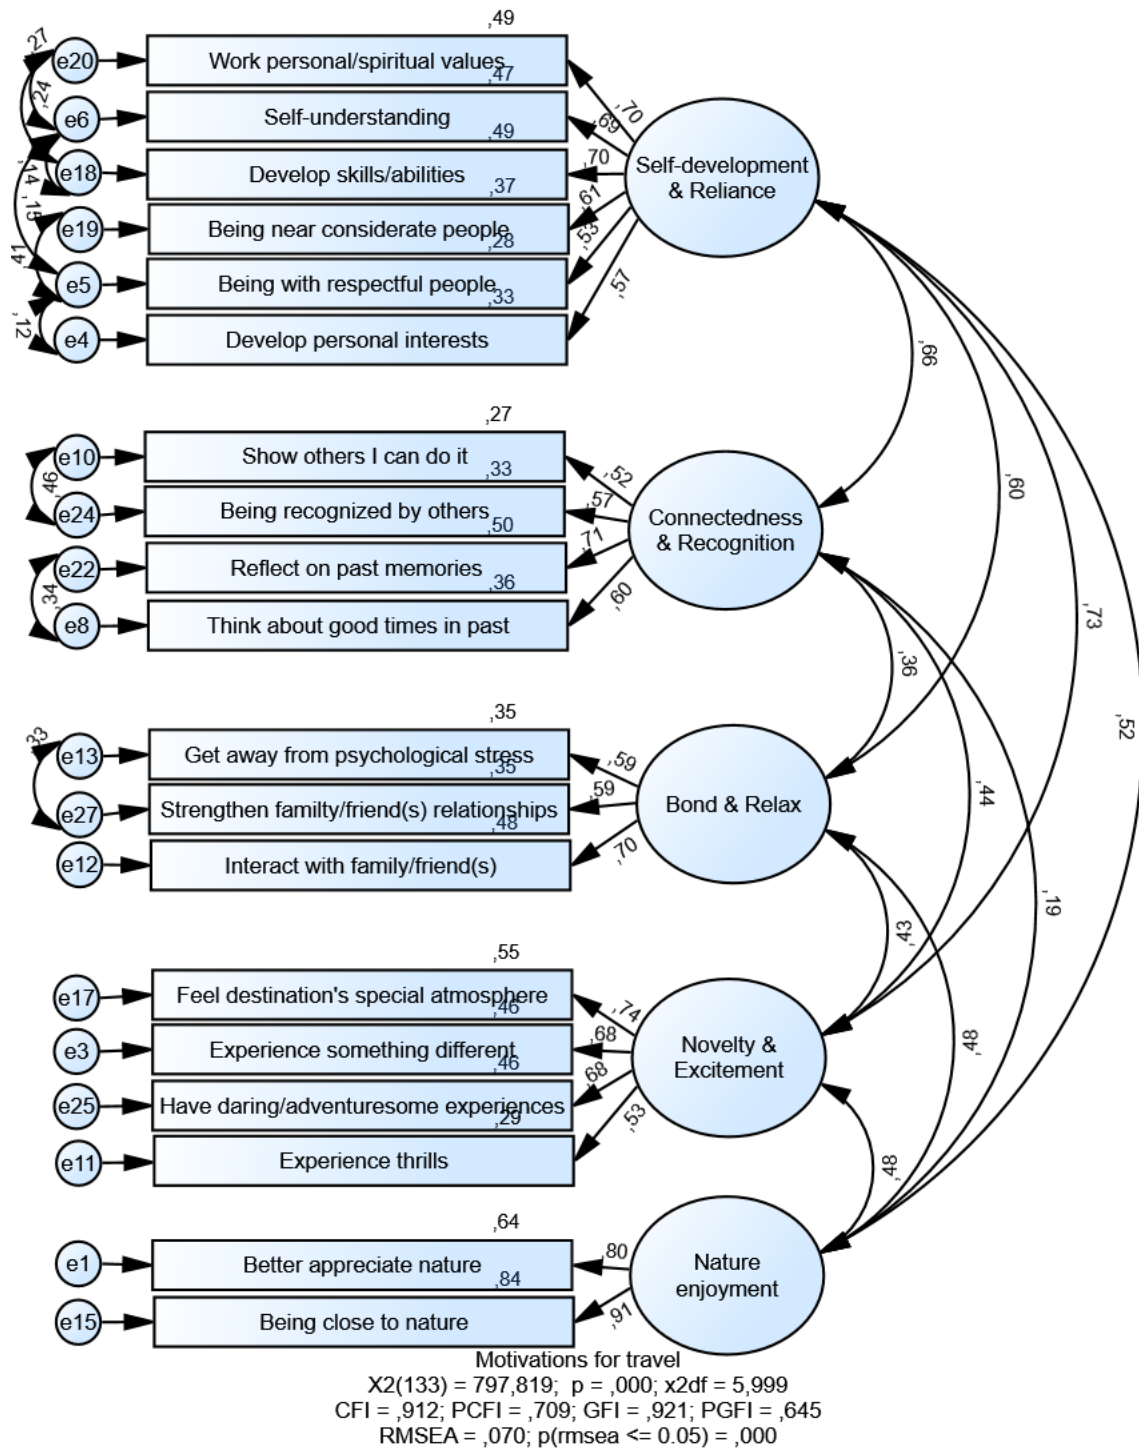 ,49
,27
e20
Work personal/spiritual values
,47
,70
,24
e6
Self-understanding
,69
,49
Self-development
& Reliance
e18
Develop skills/abilities
,70
,37
,14
,15
e19
Being near considerate people
,61
,28
,53
,14
e5
Being with respectful people
,33
,57
,12
e4
Develop personal interests
,66
,27
e10
Show others I can do it
,33
,52
,46
,60
e24
Being recognized by others
,57
,50
Connectedness
& Recognition
,71
e22
Reflect on past memories
,36
,34
,60
e8
Think about good times in past
,73
,36
,35
,33
e13
Get away from psychological stress
,35
,59
,52
e27
Strengthen familty/friend(s) relationships
,59
,48
Bond & Relax
,44
e12
Interact with family/friend(s)
,70
,19
,43
,55
e17
Feel destination's special atmosphere
,46
,74
e3
Experience something different
,68
,46
Novelty &
Excitement
,48
e25
Have daring/adventuresome experiences
,68
,29
,53
e11
Experience thrills
,48
,64
e1
Better appreciate nature
,84
,80
Nature
enjoyment
e15
Being close to nature
,91
Motivations for travel
X2(133) = 797,819; p = ,000; x2df = 5,999
CFI = ,912; PCFI = ,709; GFI = ,921; PGFI = ,645
RMSEA = ,070; p(rmsea <= 0.05) = ,000